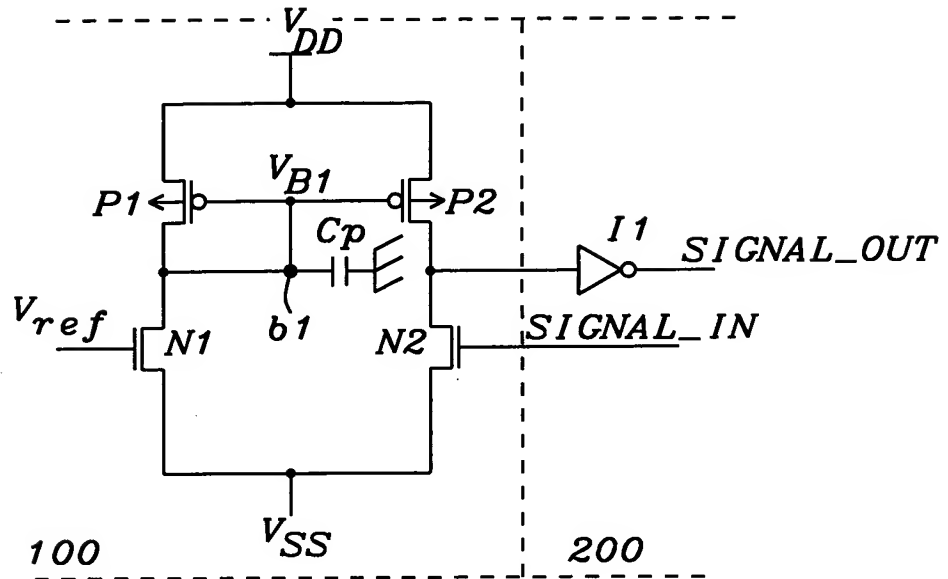 VDD
VB1
P1
P2
Cp
I1
SIGNAL_OUT
Vref
N1
b1
N2
SIGNAL_IN
VSS
100
200